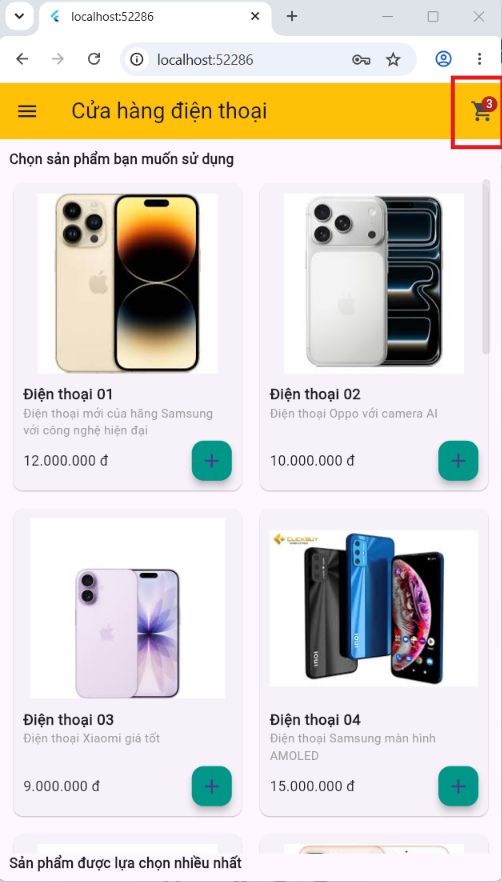 localhost:52286
localhost:52286
Cửa hàng điện thoại
3
Chọn sản phẩm bạn muốn sử dụng
Điện thoại 01
Điện thoại mới của hãng Samsung
với công nghệ hiện đại
12.000.000 đ
Điện thoại 02
Điện thoại Oppo với camera AI
10.000.000 đ
Điện thoại 03
Điện thoại Xiaomi giá tốt
9.000.000 đ
CLICKBUY
Điện thoại 04
Điện thoại Samsung màn hình
AMOLED
15.000.000 đ
Sản phẩm được lựa chọn nhiều nhất